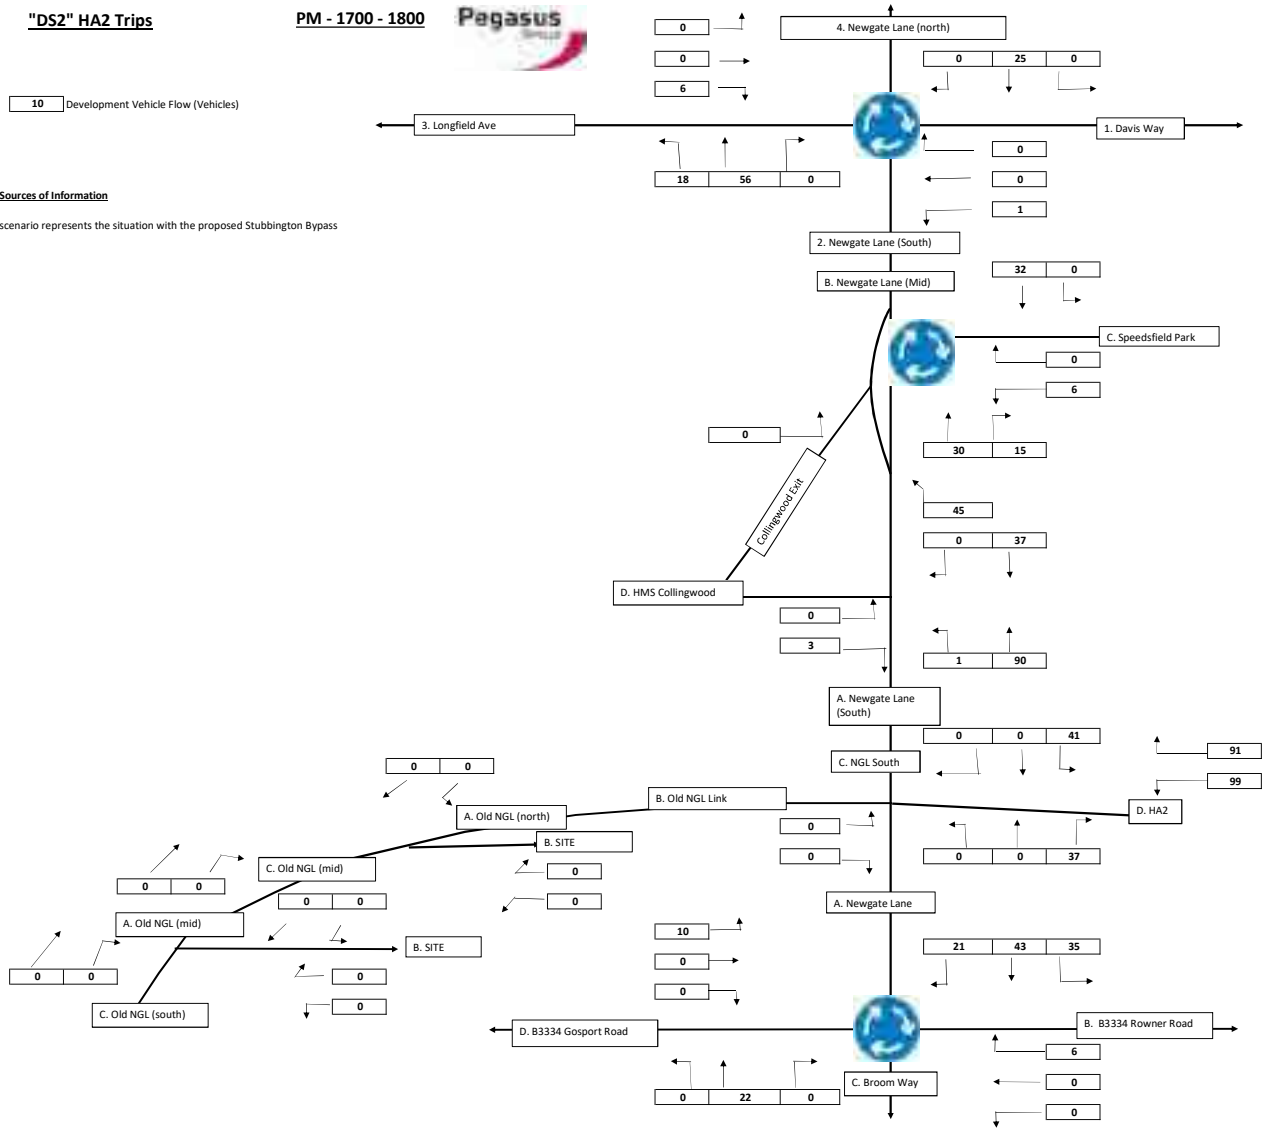 "DS2" HA2 Trips
PM - 1700 - 1800
Pegasus
0
4. Newgate Lane (north)
0
0 25 0
6
10 Development Vehicle Flow (Vehicles)
3. Longfield Ave
1. Davis Way
0
18 56 0
0
Sources of Information
1
scenario represents the situation with the proposed Stubbington Bypass
2. Newgate Lane (South)
32 0
B. Newgate Lane (Mid)
C. Speedsfield Park
0
6
0
30 15
Collingwood Exit
45
0 37
D. HMS Collingwood
0
3
1 90
A. Newgate Lane
(South)
0 0 41
91
C. NGL South
0 0
99
B. Old NGL Link
D. HA2
A. Old NGL (north)
0
B. SITE
0
0 0 37
C. Old NGL (mid)
0
0 0
0 0
0
A. Newgate Lane
A. Old NGL (mid)
10
B. SITE
21 43 35
0
0 0
0
0
0
C. Old NGL (south)
D. B3334 Gosport Road
B. B3334 Rowner Road
6
C. Broom Way
0
0 22 0
0